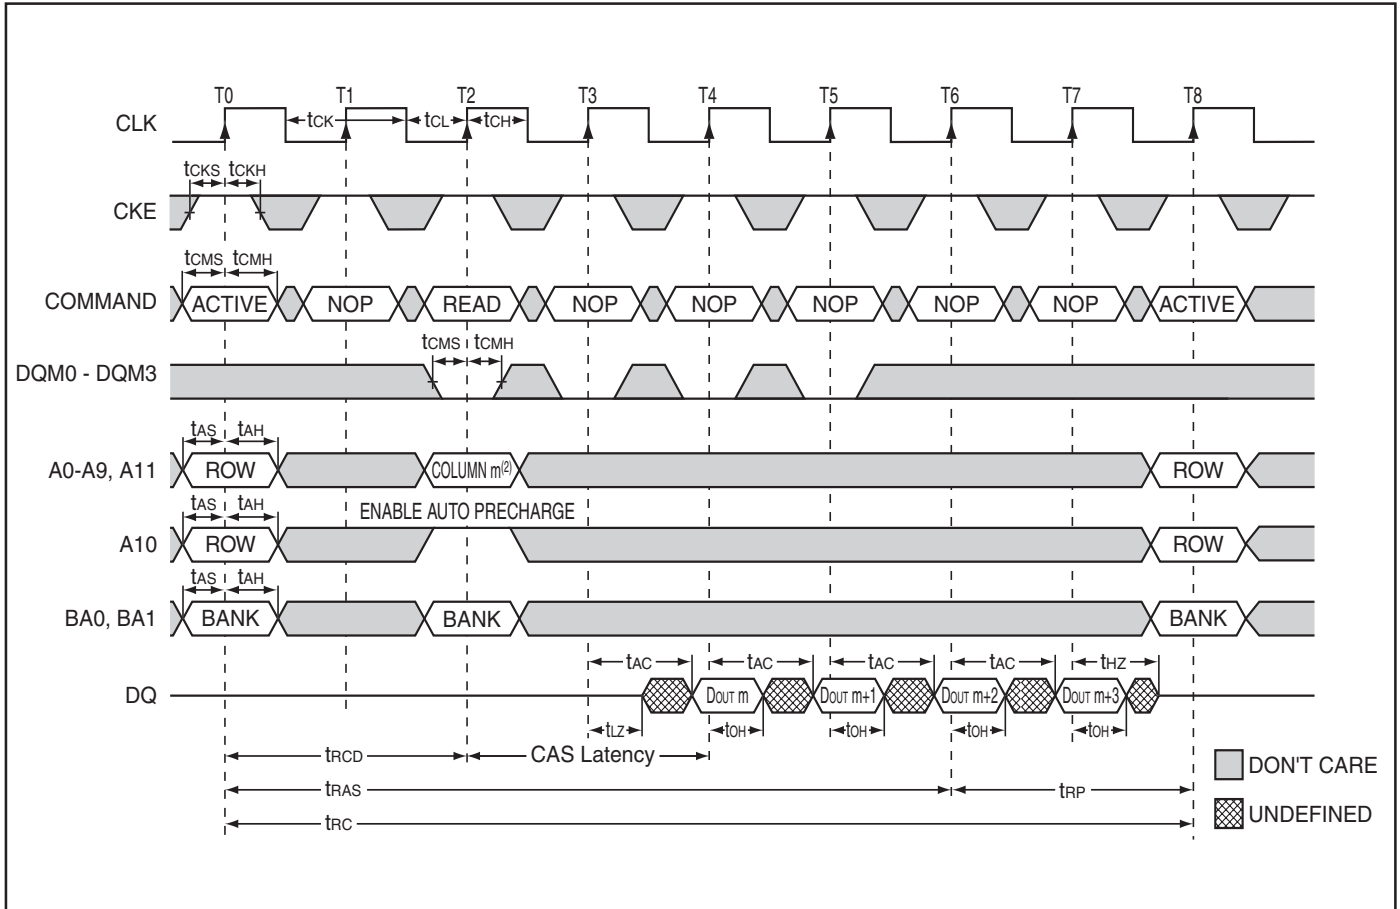 T0 T1 T2 T3 T4 T5 T6 T7 T8
CLK tCK tCL tCH
tCKS tCKH
CKE
tCMS tCMH
COMMAND ACTIVE NOP READ NOP NOP NOP NOP NOP ACTIVE
tCMS tCMH
DQM0 - DQM3
tAS tAH
A0-A9, A11 ROW COLUMN m(2) ROW
tAS tAH ENABLE AUTO PRECHARGE
A10 ROW ROW
tAS tAH
BA0, BA1 BANK BANK BANK
tAC tAC tAC tAC tHZ
DQ DOUT m DOUT m+1 DOUT m+2 DOUT m+3
tLZ tOH tOH tOH tOH
tRCD CAS Latency
DON'T CARE
tRAS tRP
UNDEFINED
tRC